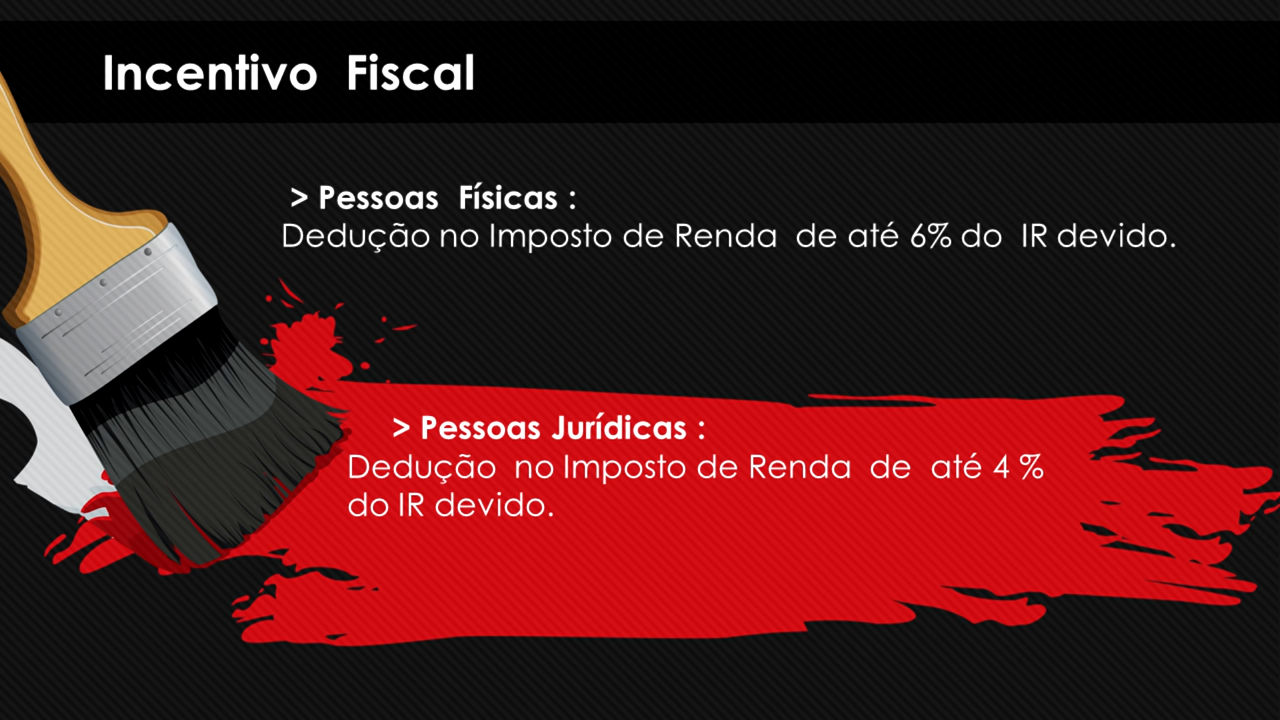 Incentivo Fiscal
> Pessoas Físicas :
Dedução no Imposto de Renda de até 6% do IR devido.
> Pessoas Jurídicas :
Dedução no Imposto de Renda de até 4 %
do IR devido.